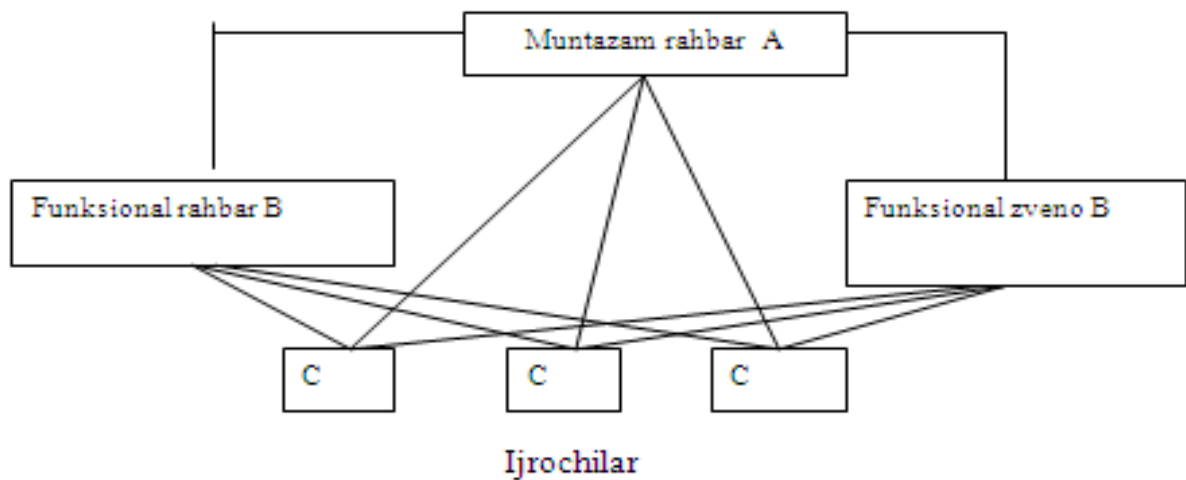 Muntazam rahbar A
Funksional rahbar B
Funksional zveno B
C
C
C
Ijrochilar